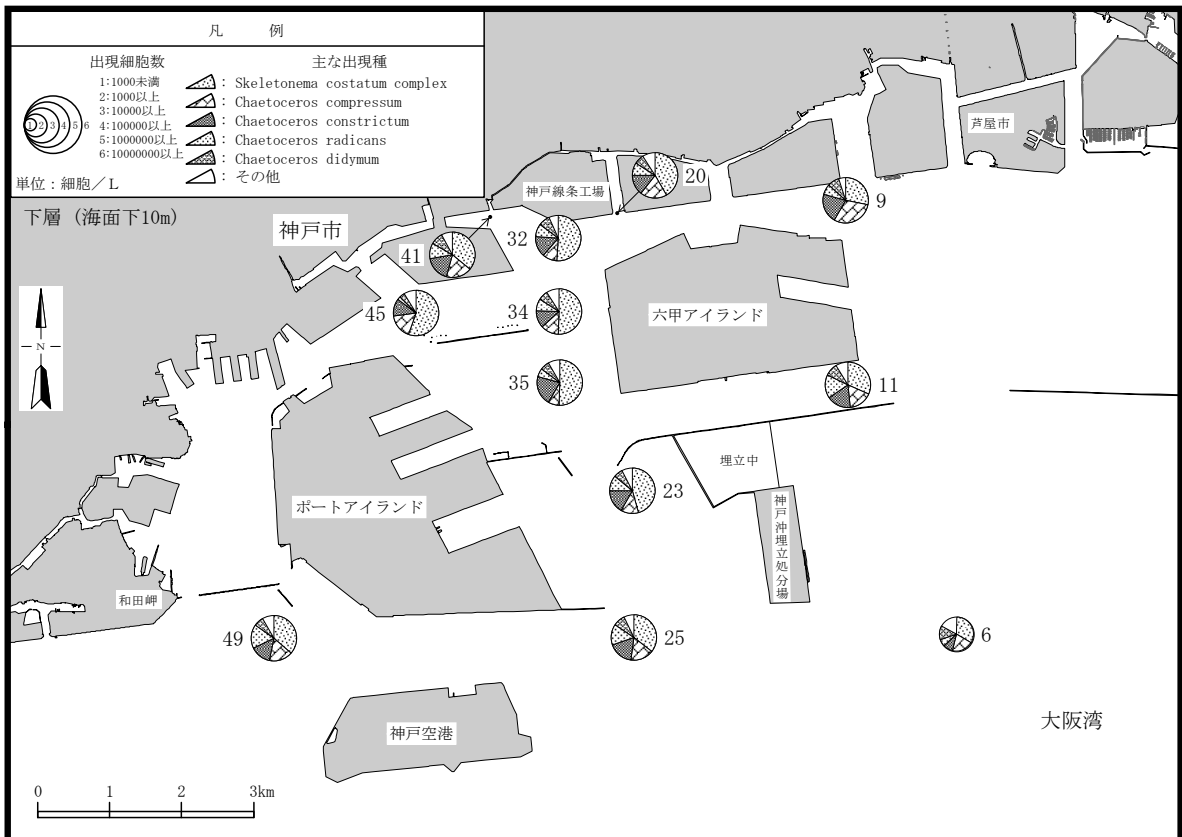 凡 例
出現細胞数
1:1000未満
2:1000以上
3:10000以上
4:100000以上
5:1000000以上
6:10000000以上
1 2 3 4 5 6
単位：細胞／L
主な出現種
: Skeletonema costatum complex
: Chaetoceros compressum
: Chaetoceros constrictum
: Chaetoceros radicans
: Chaetoceros didymum
: その他
下層（海面下10m）
芦屋市
神戸線条工場
20
9
神戸市
32
41
45
34
六甲アイランド
N
35
11
埋立中
23
ポートアイランド
神戸沖埋立処分場
和田岬
49
25
6
大阪湾
神戸空港
0 1 2 3km